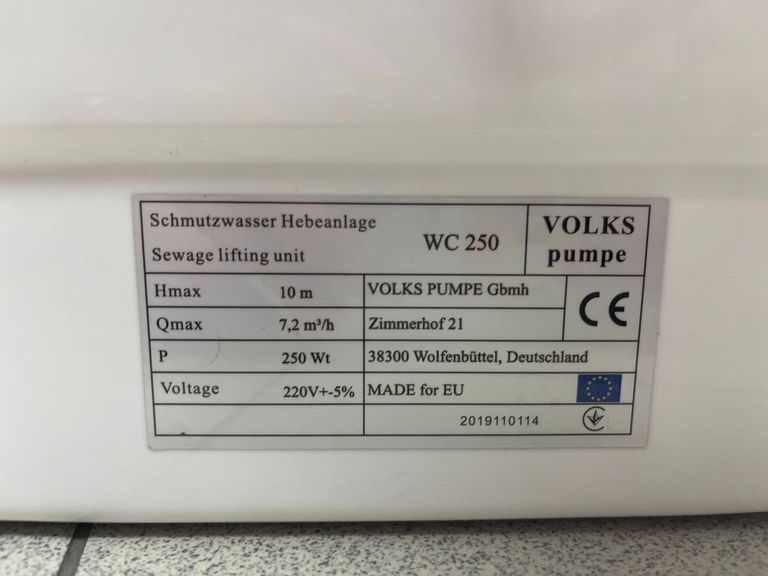 Schmutzwasser Hebeanlage
Sewage lifting unit
WC 250
VOLKS
pumpe
Hmax 10 m
VOLKS PUMPE Gbmh
CE
Qmax 7,2 m³/h
Zimmerhof 21
P 250 Wt
38300 Wolfenbüttel, Deutschland
Voltage 220V+-5%
MADE for EU
2019110114